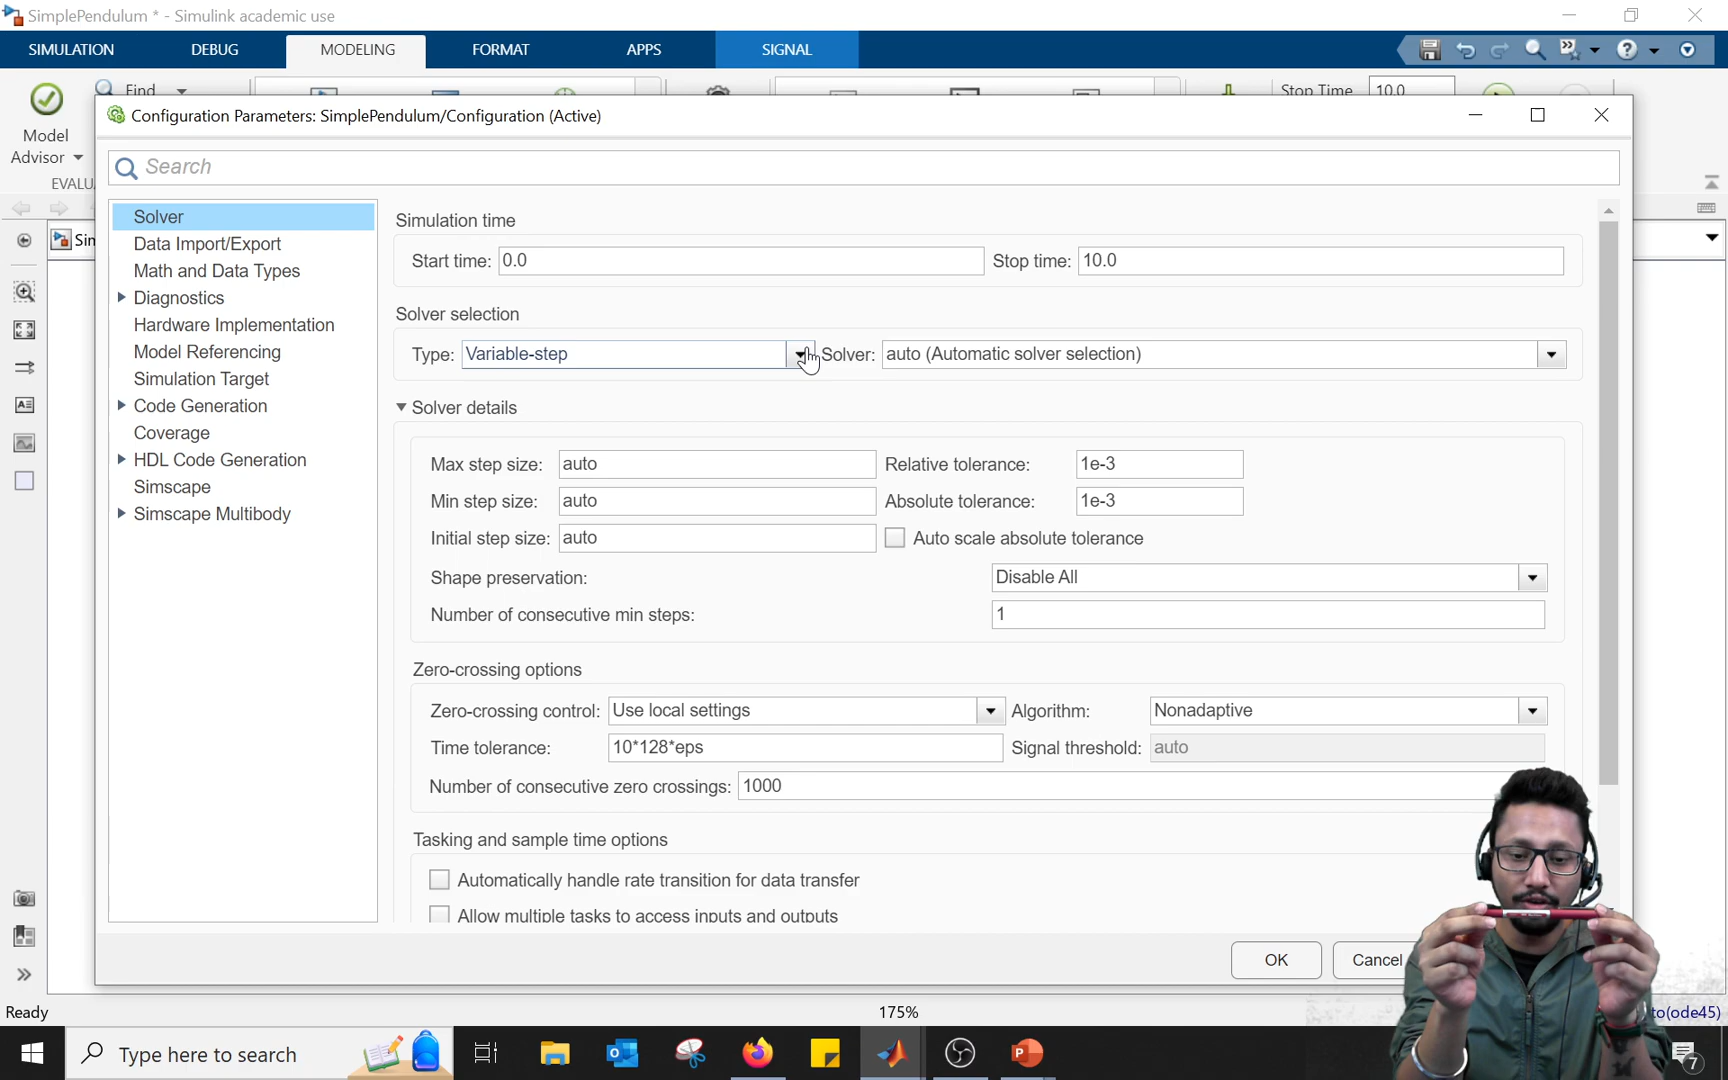 SimplePendulum * - Simulink academic use
SIMULATION DEBUG MODELING FORMAT APPS SIGNAL
Find Stop Time 10.0
Model
Advisor
EVALUA
Configuration Parameters: SimplePendulum/Configuration (Active)
Search
Sim
Solver
Data Import/Export
Math and Data Types
Diagnostics
Hardware Implementation
Model Referencing
Simulation Target
Code Generation
Coverage
HDL Code Generation
Simscape
Simscape Multibody
Simulation time
Start time: 0.0 Stop time: 10.0
Solver selection
Type: Variable-step Solver: auto (Automatic solver selection)
Solver details
Max step size: auto Relative tolerance: 1e-3
Min step size: auto Absolute tolerance: 1e-3
Initial step size: auto Auto scale absolute tolerance
Shape preservation: Disable All
Number of consecutive min steps: 1
Zero-crossing options
Zero-crossing control: Use local settings Algorithm: Nonadaptive
Time tolerance: 10*128*eps Signal threshold: auto
Number of consecutive zero crossings: 1000
Tasking and sample time options
Automatically handle rate transition for data transfer
Allow multiple tasks to access inputs and outputs
OK Cancel
Ready 175% to(ode45)
Type here to search
7